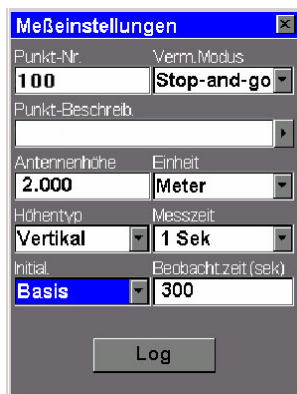 Meßeinstellungen
Punkt-Nr. Verm.Modus
100 Stop-and-go
Punkt-Beschreib.
Antennenhöhe Einheit
2.000 Meter
Höhentyp Messzeit
Vertikal 1 Sek
Initial. Beobacht.zeit (sek)
Basis 300
Log